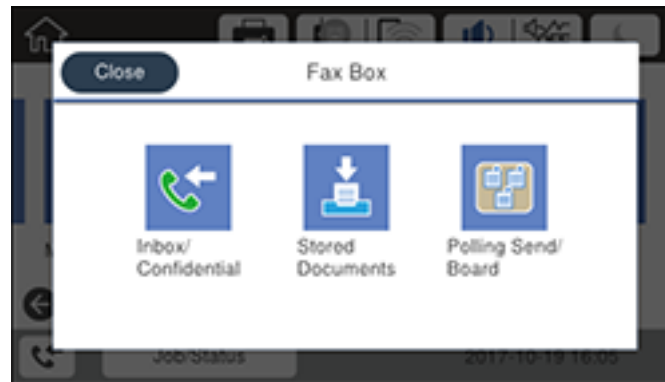 Close
Fax Box
Inbox/
Confidential
Stored
Documents
Polling Send/
Board
Job/Status
2017-10-19 16:05